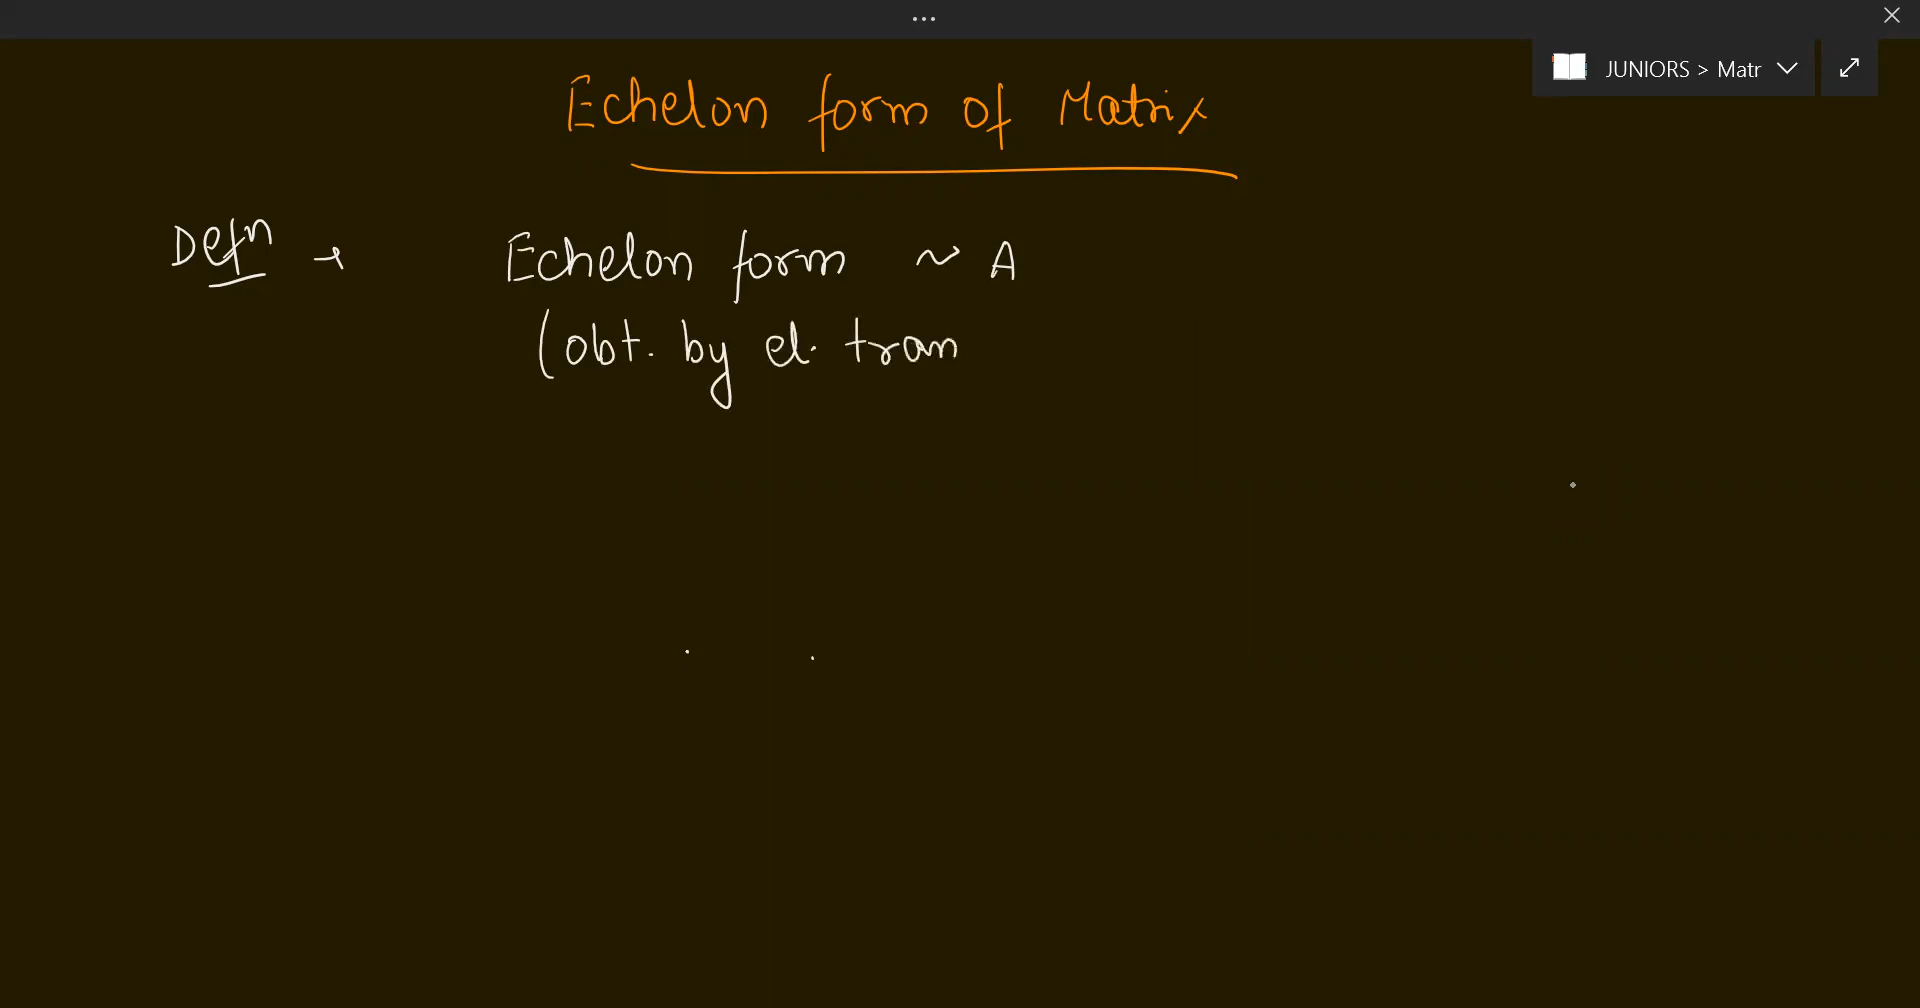 JUNIORS > Matr
Echelon form of Matrix
Defn → Echelon form ~ A
(obt. by el. tran